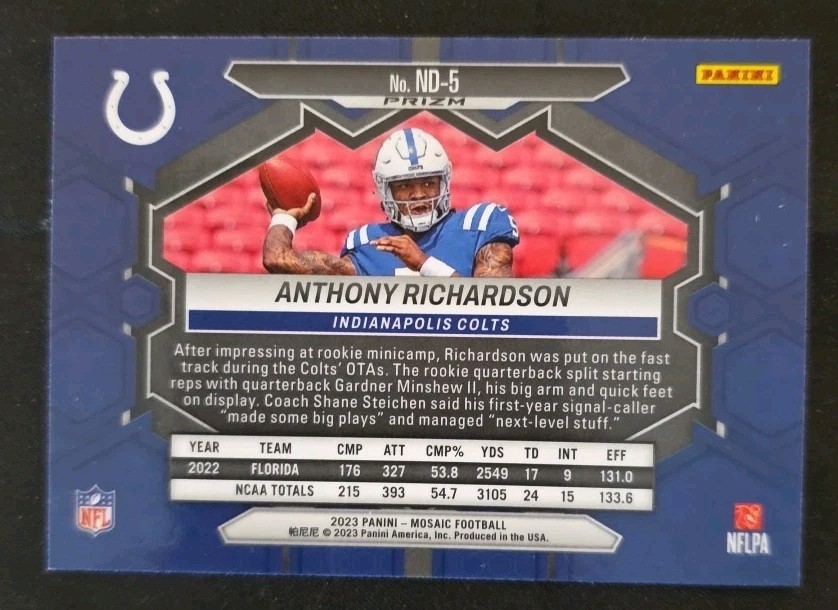 No. ND-5
PANINI
PRIZM
COLTS
5
ANTHONY RICHARDSON
INDIANAPOLIS COLTS
After impressing at rookie minicamp, Richardson was put on the fast
track during the Colts' OTAs. The rookie quarterback split starting
reps with quarterback Gardner Minshew II, his big arm and quick feet
on display. Coach Shane Steichen said his first-year signal-caller
"made some big plays" and managed "next-level stuff."
YEAR TEAM CMP ATT CMP% YDS TD INT EFF
2022 FLORIDA 176 327 53.8 2549 17 9 131.0
NCAA TOTALS 215 393 54.7 3105 24 15 133.6
2023 PANINI – MOSAIC FOOTBALL
帕尼尼 © 2023 Panini America, Inc. Produced in the USA.
NFL
NFLPA